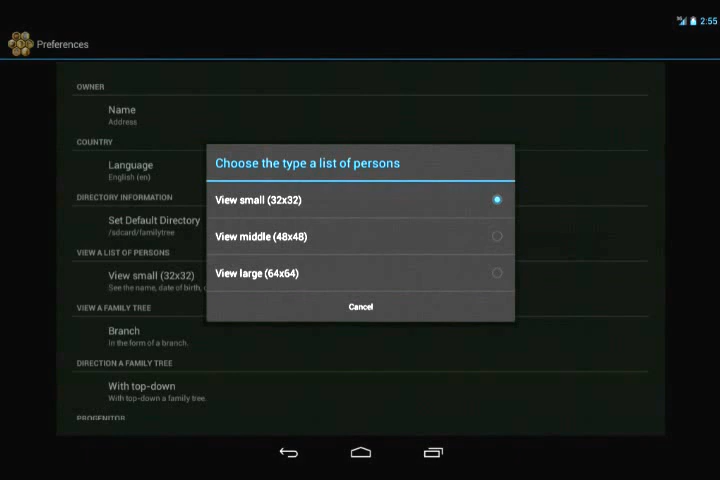 2:55
Preferences
OWNER
Name
Address
COUNTRY
Language
English (en)
DIRECTORY INFORMATION
Set Default Directory
/sdcard/familytree
VIEW A LIST OF PERSONS
View small (32x32)
See the name, date of birth,
VIEW A FAMILY TREE
Branch
In the form of a branch.
DIRECTION A FAMILY TREE
With top-down
With top-down a family tree.
PROGENITOR
Choose the type a list of persons
View small (32x32)
View middle (48x48)
View large (64x64)
Cancel